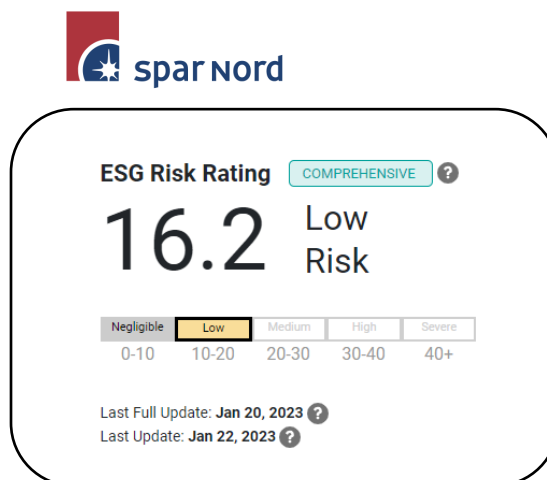 spar nord
ESG Risk Rating COMPREHENSIVE ?
16.2 Low
Risk
Negligible Low Medium High Severe
0-10 10-20 20-30 30-40 40+
Last Full Update: Jan 20, 2023 ?
Last Update: Jan 22, 2023 ?